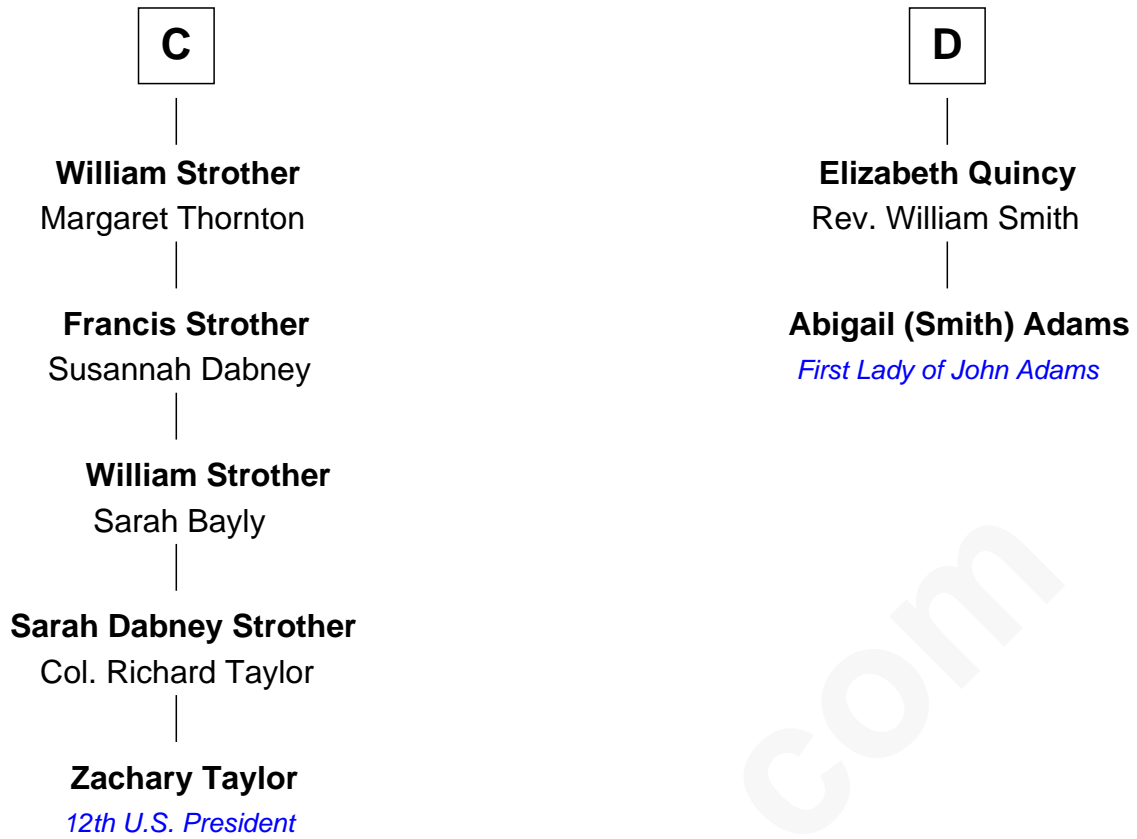 C
William Strother
Margaret Thornton
Francis Strother
Susannah Dabney
William Strother
Sarah Bayly
Sarah Dabney Strother
Col. Richard Taylor
Zachary Taylor
12th U.S. President
D
Elizabeth Quincy
Rev. William Smith
Abigail (Smith) Adams
First Lady of John Adams
com